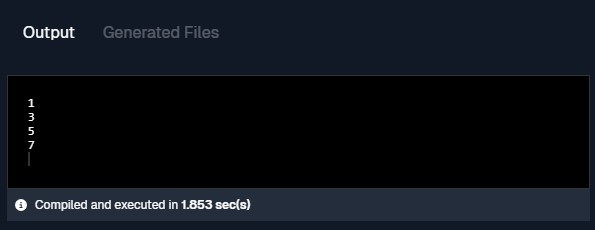 Output Generated Files
1
3
5
7
Compiled and executed in 1.853 sec(s)